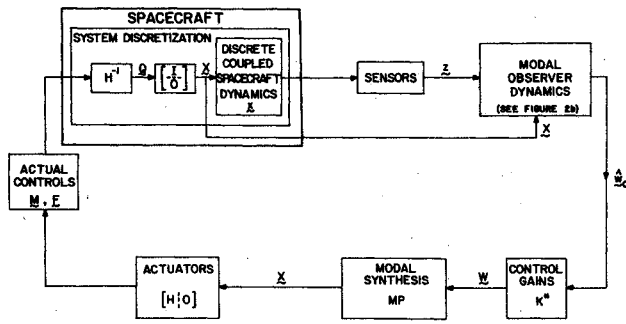 SPACECRAFT
SYSTEM DISCRETIZATION
H⁻¹
Q
[I/O]
X
DISCRETE
COUPLED
SPACECRAFT
DYNAMICS
SENSORS
z
MODAL
OBSERVER
DYNAMICS
(SEE FIGURE 2b)
X
ŵc
ACTUAL
CONTROLS
M, F
ACTUATORS
[H¦O]
X
MODAL
SYNTHESIS
MP
W
CONTROL
GAINS
K*